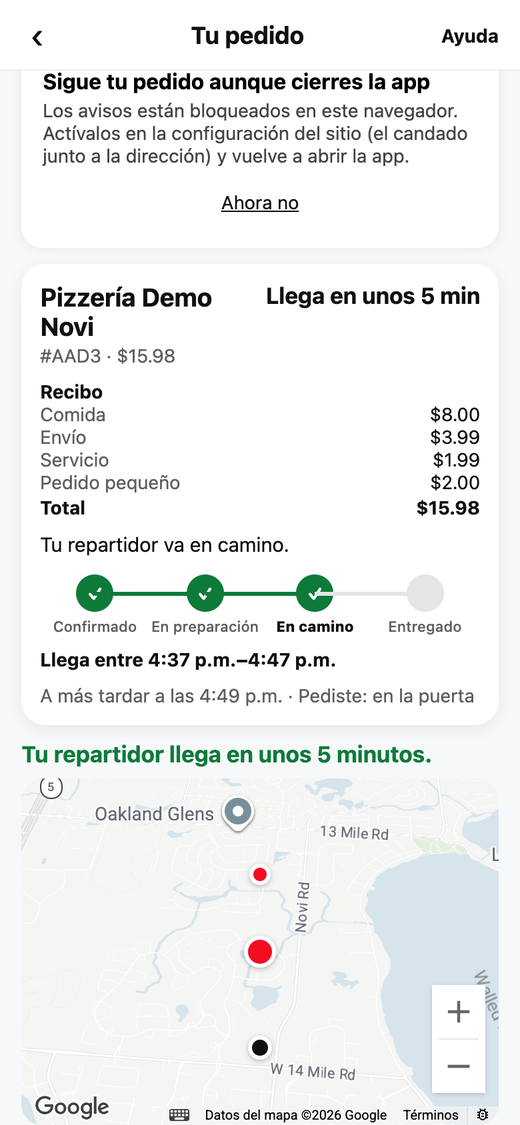 Tu pedido
Ayuda
Sigue tu pedido aunque cierres la app
Los avisos están bloqueados en este navegador.
Actívalos en la configuración del sitio (el candado
junto a la dirección) y vuelve a abrir la app.
Ahora no
Pizzería Demo
Novi
Llega en unos 5 min
#AAD3 · $15.98
Recibo
Comida $8.00
Envío $3.99
Servicio $1.99
Pedido pequeño $2.00
Total $15.98
Tu repartidor va en camino.
Confirmado En preparación En camino Entregado
Llega entre 4:37 p.m.–4:47 p.m.
A más tardar a las 4:49 p.m. · Pediste: en la puerta
Tu repartidor llega en unos 5 minutos.
5
Oakland Glens
13 Mile Rd
L
Novi Rd
Walled
W 14 Mile Rd
Google
Datos del mapa ©2026 Google
Términos